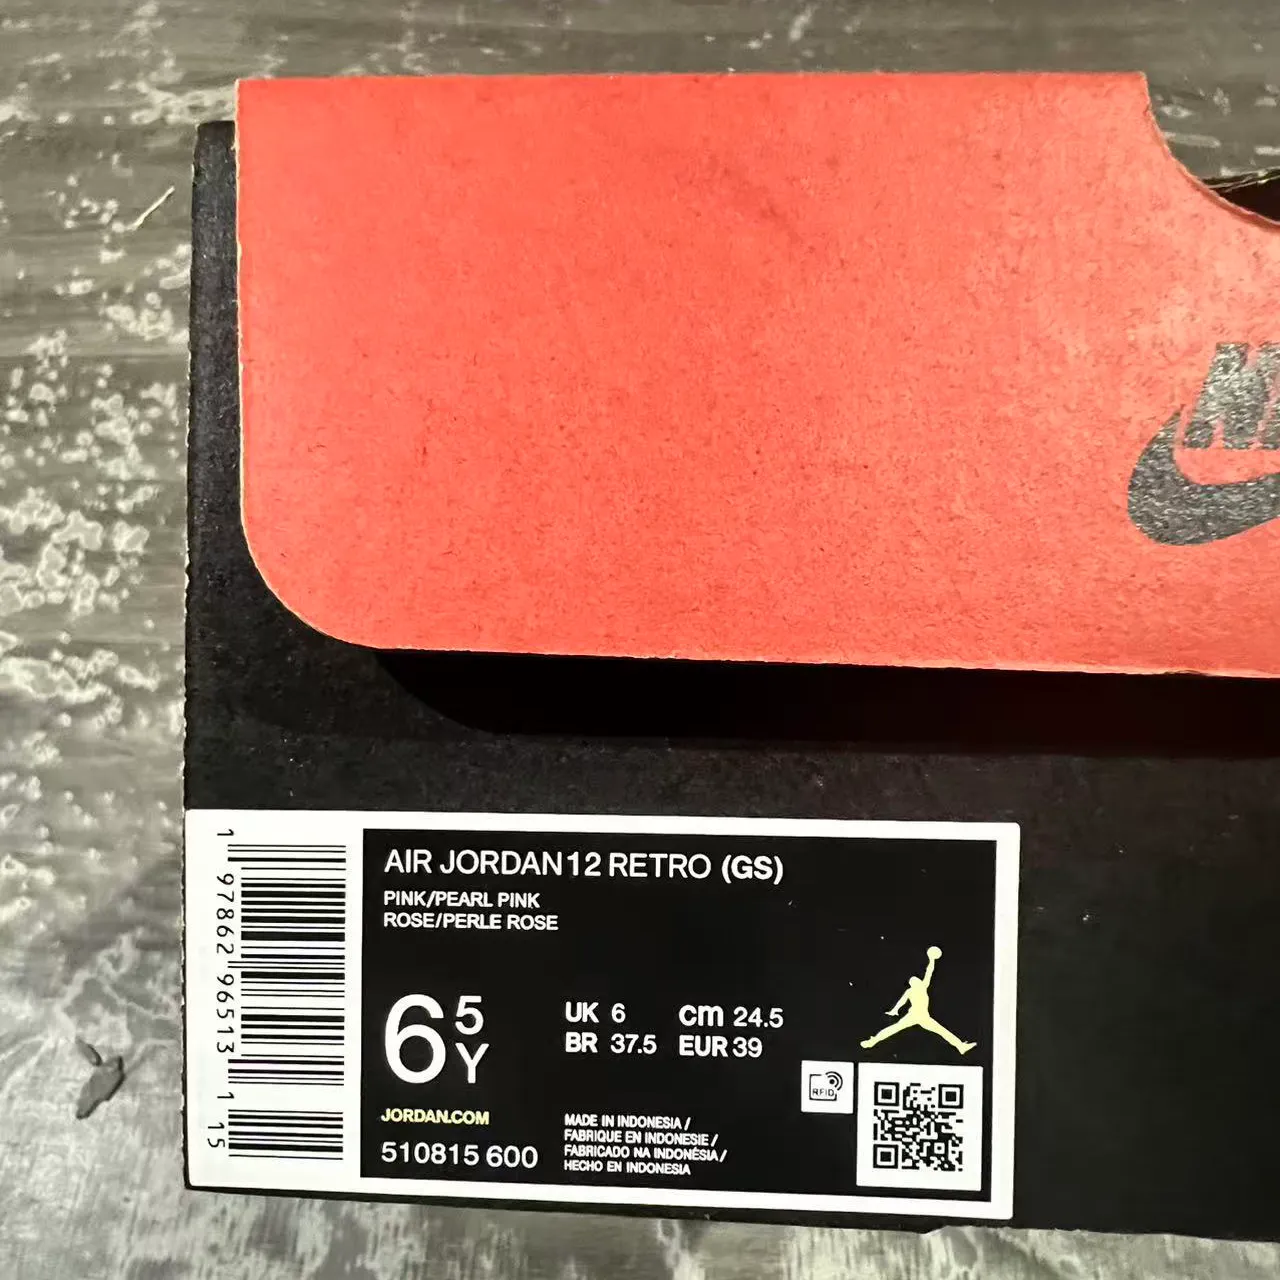 AIR JORDAN 12 RETRO (GS)
PINK/PEARL PINK
ROSE/PERLE ROSE
6 5 Y
UK 6 cm 24.5
BR 37.5 EUR 39
RFID
JORDAN.COM
510815 600
MADE IN INDONESIA /
FABRIQUE EN INDONESIE /
FABRICADO NA INDONÉSIA /
HECHO EN INDONESIA
1 97862 96513 1 15